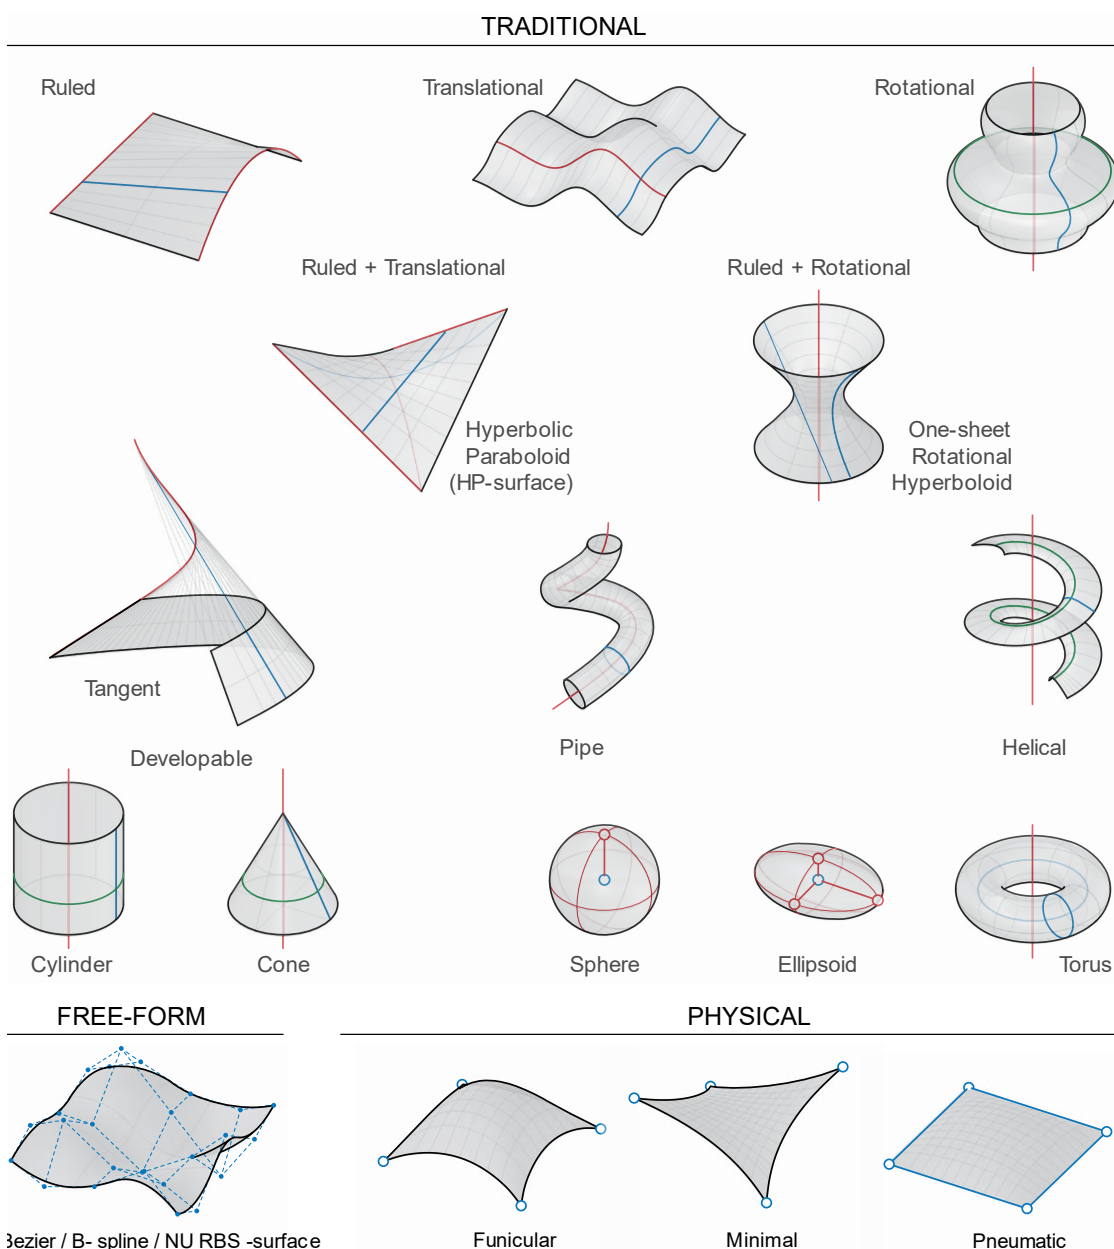 TRADITIONAL
Ruled
Translational
Rotational
Ruled + Translational
Ruled + Rotational
Hyperbolic
Paraboloid
(HP-surface)
One-sheet
Rotational
Hyperboloid
Tangent
Developable
Pipe
Helical
Cylinder
Cone
Sphere
Ellipsoid
Torus
FREE-FORM
PHYSICAL
Bezier / B- spline / NU RBS -surface
Funicular
Minimal
Pneumatic